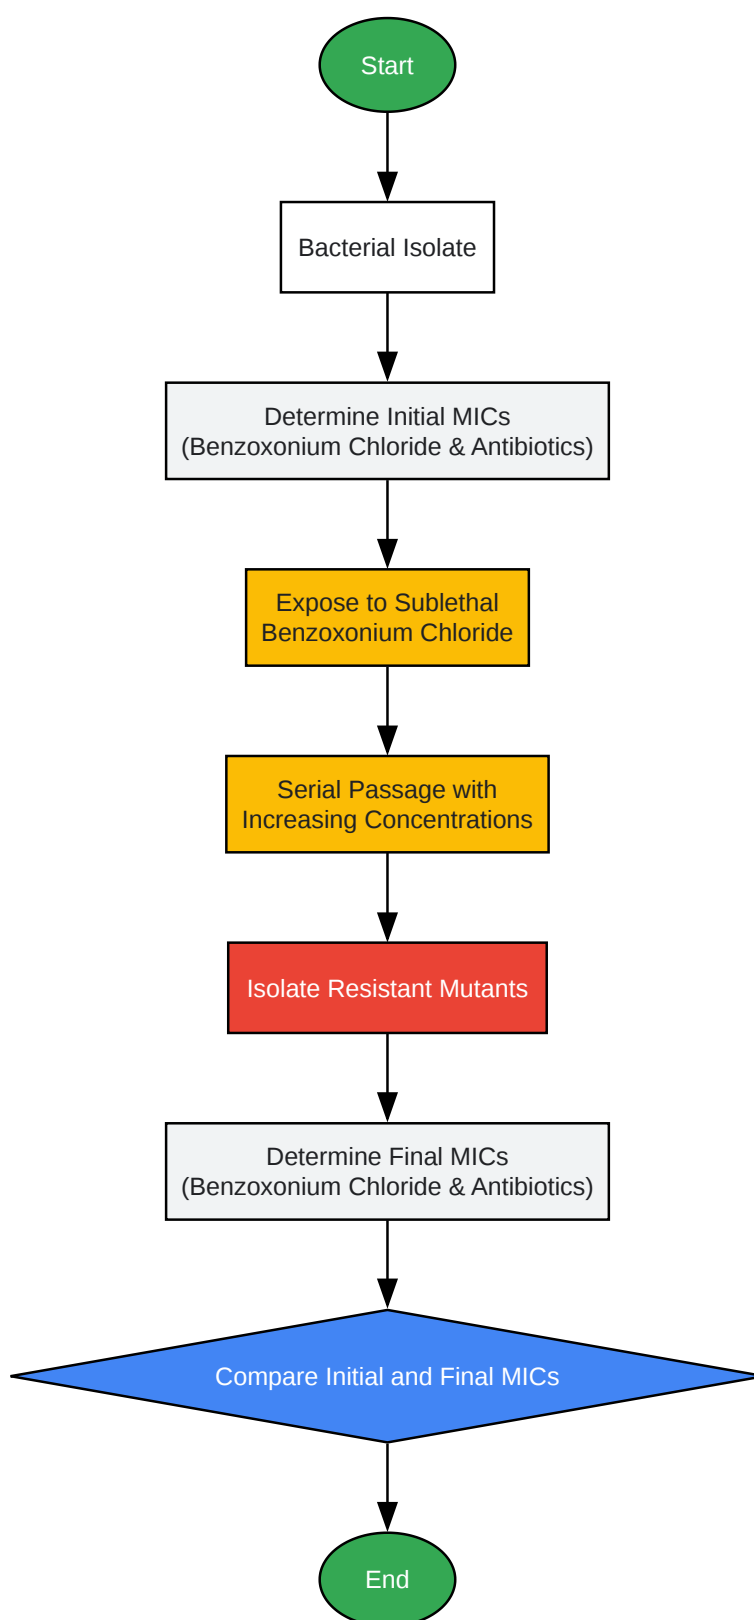 Start
Bacterial Isolate
Determine Initial MICs
(Benzoxonium Chloride & Antibiotics)
Expose to Sublethal
Benzoxonium Chloride
Serial Passage with
Increasing Concentrations
Isolate Resistant Mutants
Determine Final MICs
(Benzoxonium Chloride & Antibiotics)
Compare Initial and Final MICs
End